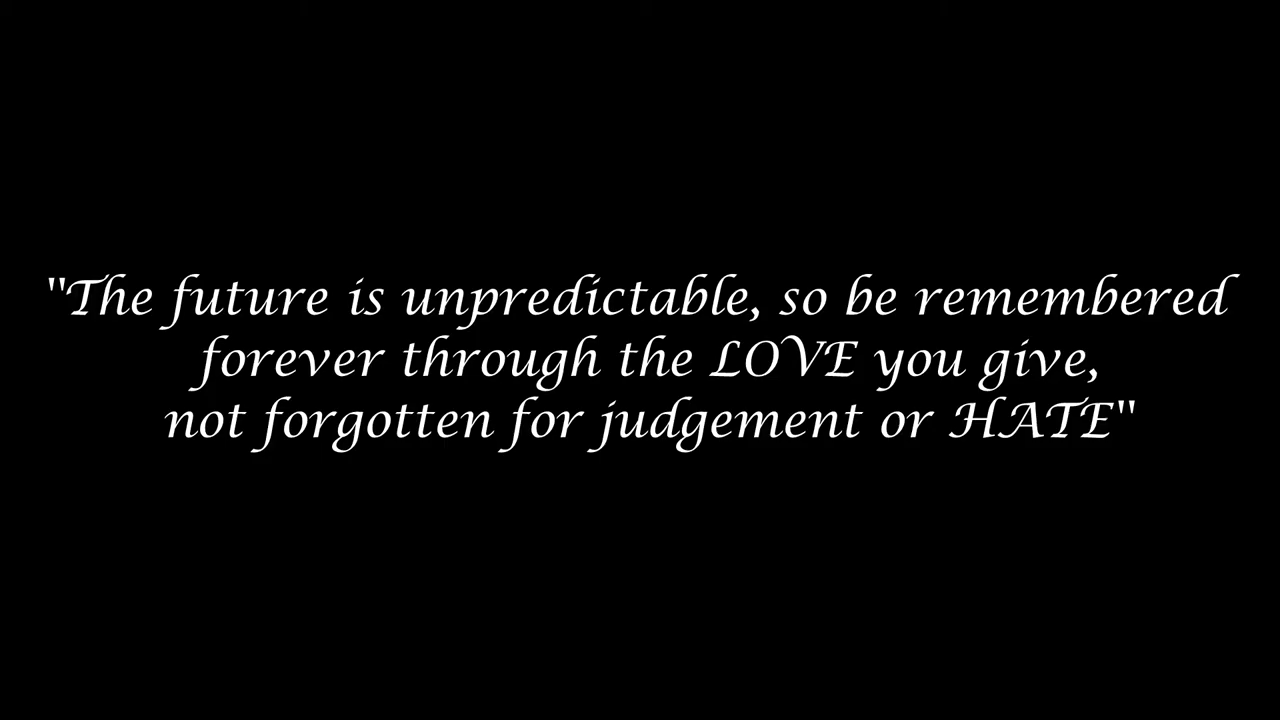 "The future is unpredictable, so be remembered
forever through the LOVE you give,
not forgotten for judgement or HATE"